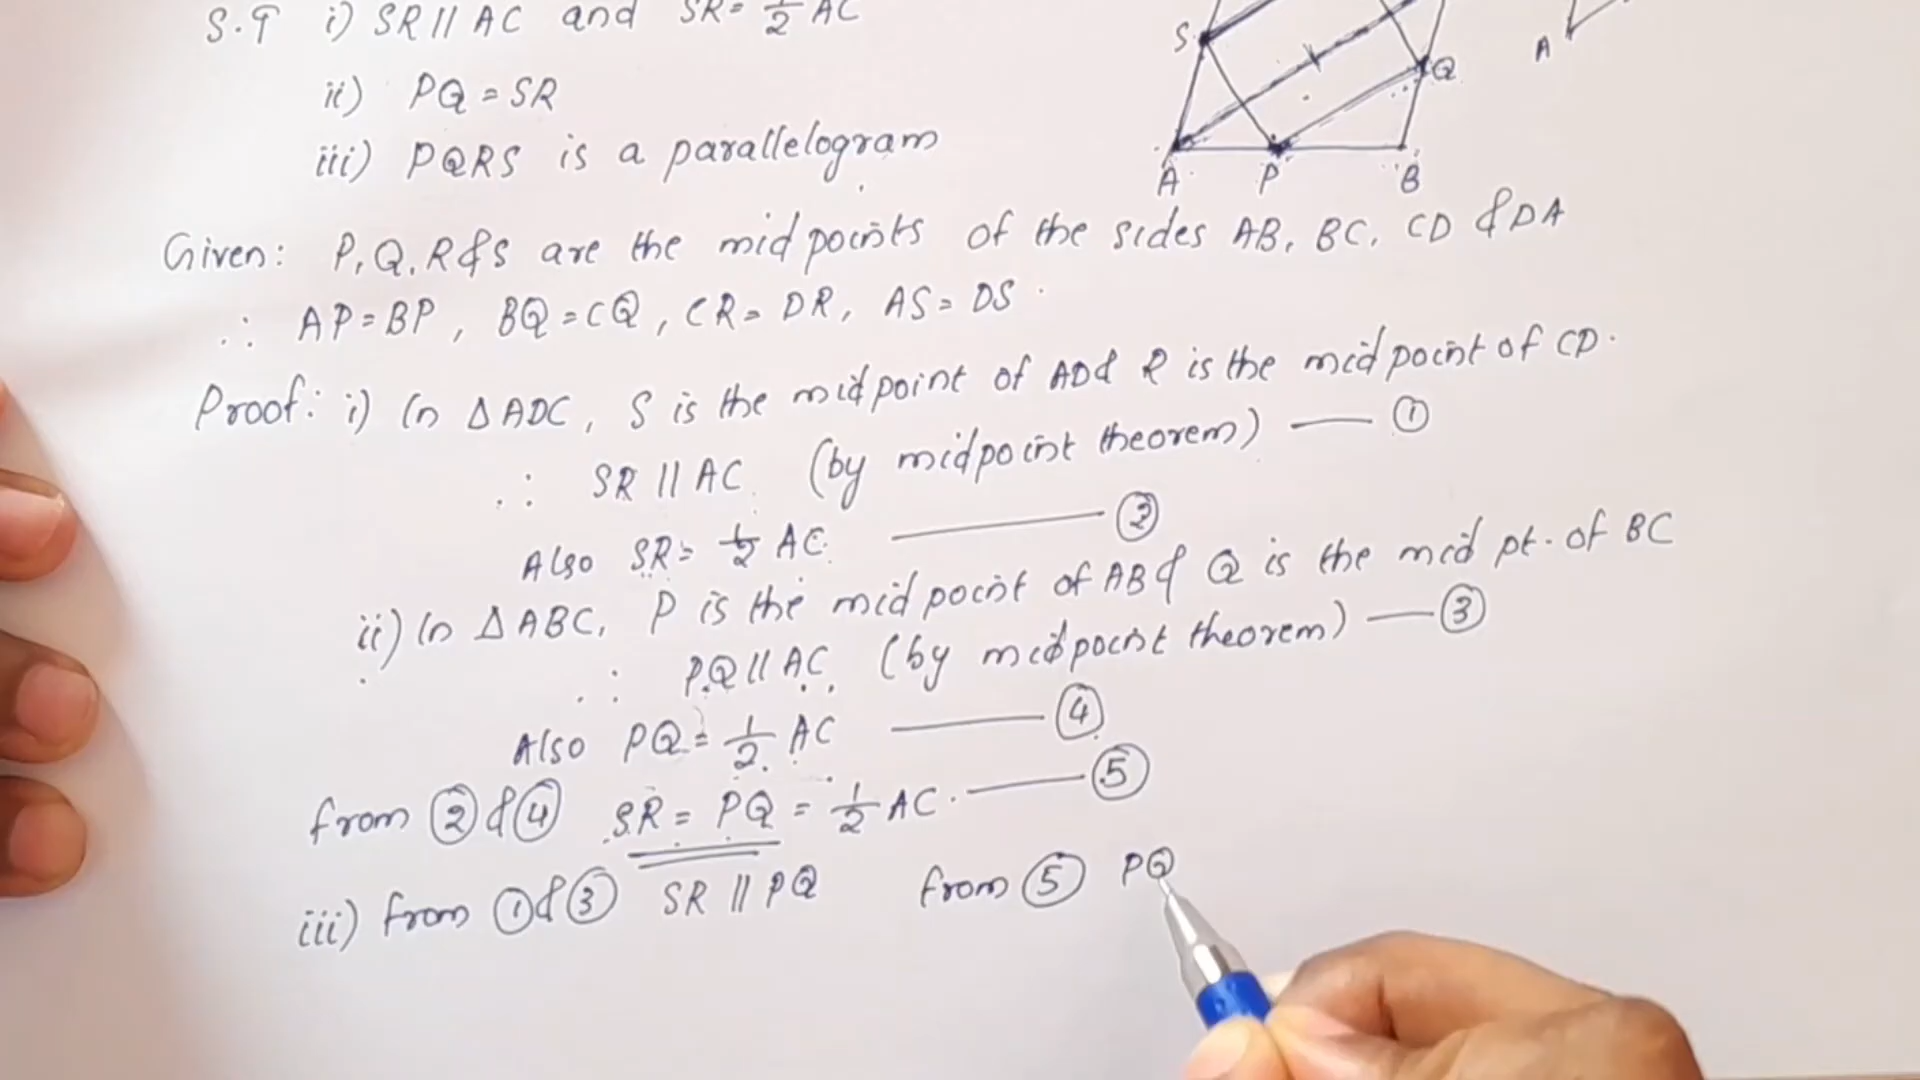 S.T i) SR // AC and SR = 1/2 AC
ii) PQ = SR
iii) PQRS is a parallelogram
S
Q
A
A P B
Given: P, Q, R & S are the midpoints of the sides AB, BC, CD & DA
∴ AP = BP, BQ = CQ, CR = DR, AS = DS.
Proof: i) In △ADC, S is the midpoint of AD & R is the midpoint of CD.
∴ SR // AC (by midpoint theorem) — ①
Also SR = 1/2 AC — ②
ii) In △ABC, P is the midpoint of AB & Q is the mid pt. of BC
∴ PQ // AC (by midpoint theorem) — ③
Also PQ = 1/2 AC — ④
from ② & ④ SR = PQ = 1/2 AC. — ⑤
iii) from ① & ③ SR // PQ from ⑤ PQ